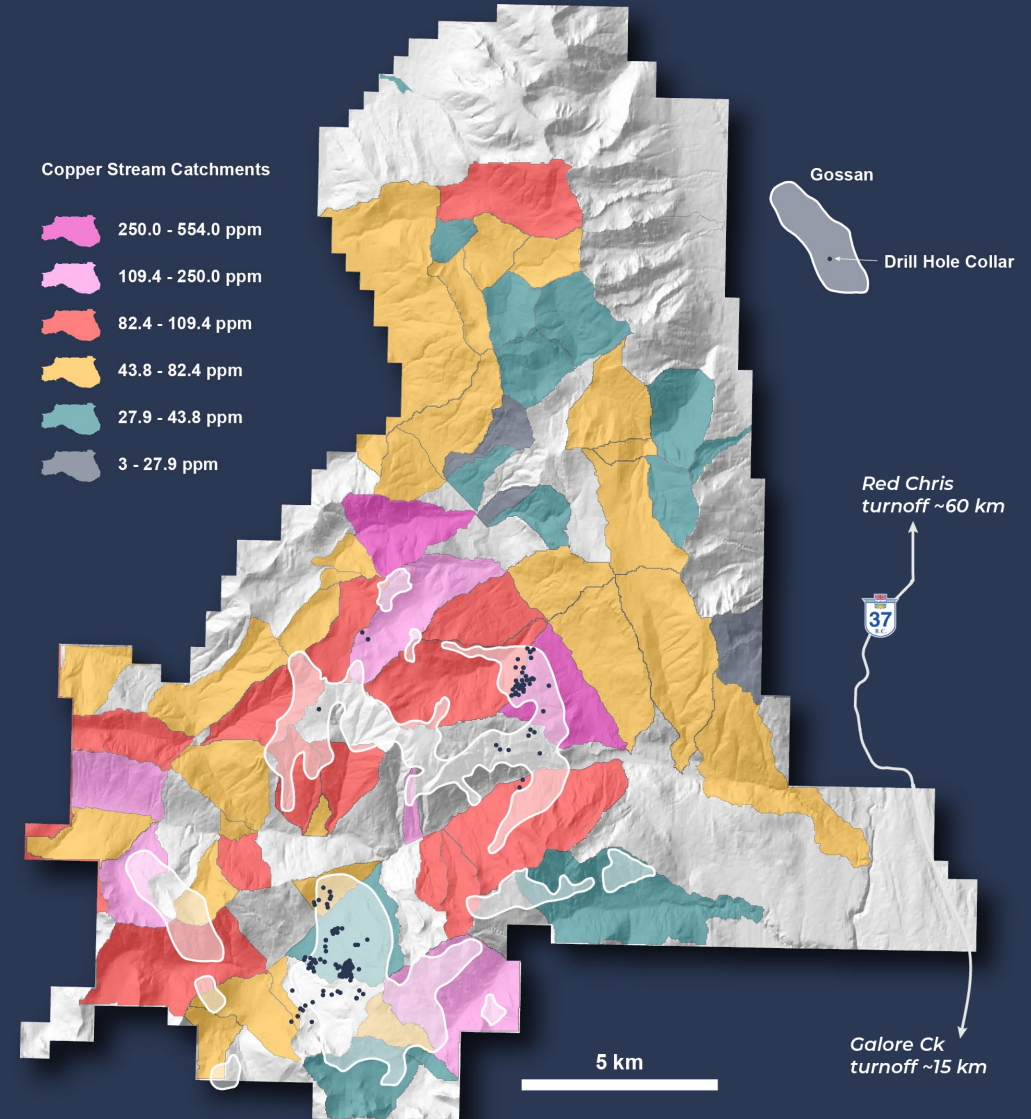 Copper Stream Catchments
250.0 - 554.0 ppm
109.4 - 250.0 ppm
82.4 - 109.4 ppm
43.8 - 82.4 ppm
27.9 - 43.8 ppm
3 - 27.9 ppm
Gossan
Drill Hole Collar
Red Chris
turnoff ~60 km
37
B.C.
Galore Ck
turnoff ~15 km
5 km